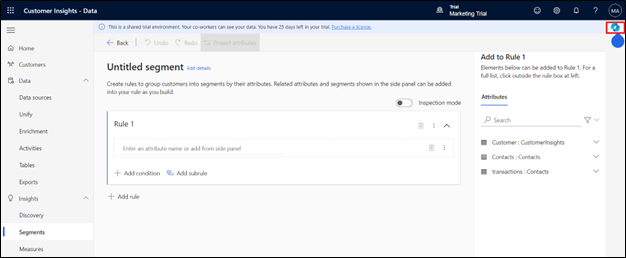 Customer Insights - Data
Trial
Marketing Trial
MA
This is a shared trial environment. Your co-workers can see your data. You have 25 days left in your trial. Purchase a license.
Back
Undo
Redo
Project attributes
Home
Customers
Data
Data sources
Unify
Enrichment
Activities
Tables
Exports
Insights
Discovery
Segments
Measures
Untitled segment Edit details
Create rules to group customers into segments by their attributes. Related attributes and segments shown in the side panel can be added
into your rule as you build.
Inspection mode
Rule 1
Enter an attribute name or add from side panel
Add condition Add subrule
Add rule
Add to Rule 1
Elements below can be added to Rule 1. For a
full list, click outside the rule box at left.
Attributes
Search
Customer : CustomerInsights
Contacts : Contacts
transactions : Contacts